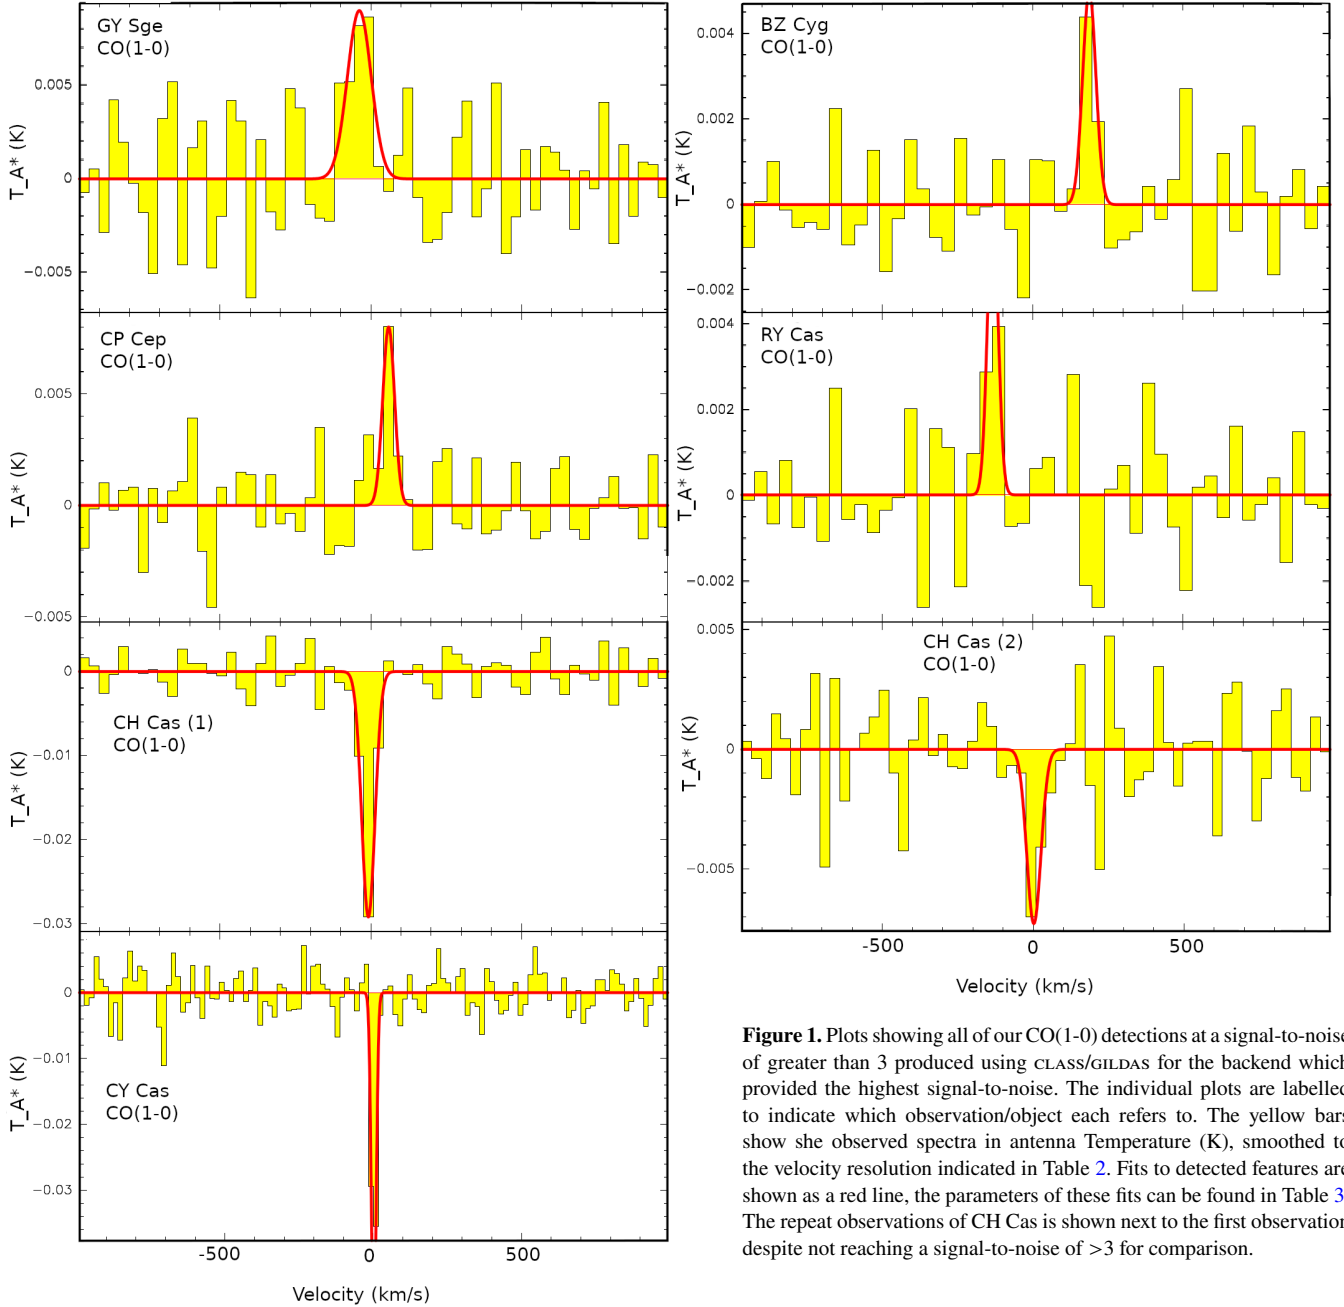 GY Sge
CO(1-0)
0.005
0
−0.005
T_A* (K)
CP Cep
CO(1-0)
0.005
0
−0.005
T_A* (K)
CH Cas (1)
CO(1-0)
0
−0.01
−0.02
−0.03
T_A* (K)
CY Cas
CO(1-0)
0
−0.01
−0.02
−0.03
T_A* (K)
-500
0
500
Velocity (km/s)
BZ Cyg
CO(1-0)
0.004
0.002
0
−0.002
T_A* (K)
RY Cas
CO(1-0)
0.004
0.002
0
−0.002
T_A* (K)
CH Cas (2)
CO(1-0)
0.005
0
−0.005
T_A* (K)
-500
0
500
Velocity (km/s)
Figure 1. Plots showing all of our CO(1-0) detections at a signal-to-noise
of greater than 3 produced using CLASS/GILDAS for the backend which
provided the highest signal-to-noise. The individual plots are labelled
to indicate which observation/object each refers to. The yellow bars
show she observed spectra in antenna Temperature (K), smoothed to
the velocity resolution indicated in Table 2. Fits to detected features are
shown as a red line, the parameters of these fits can be found in Table 3
The repeat observations of CH Cas is shown next to the first observation
despite not reaching a signal-to-noise of >3 for comparison.